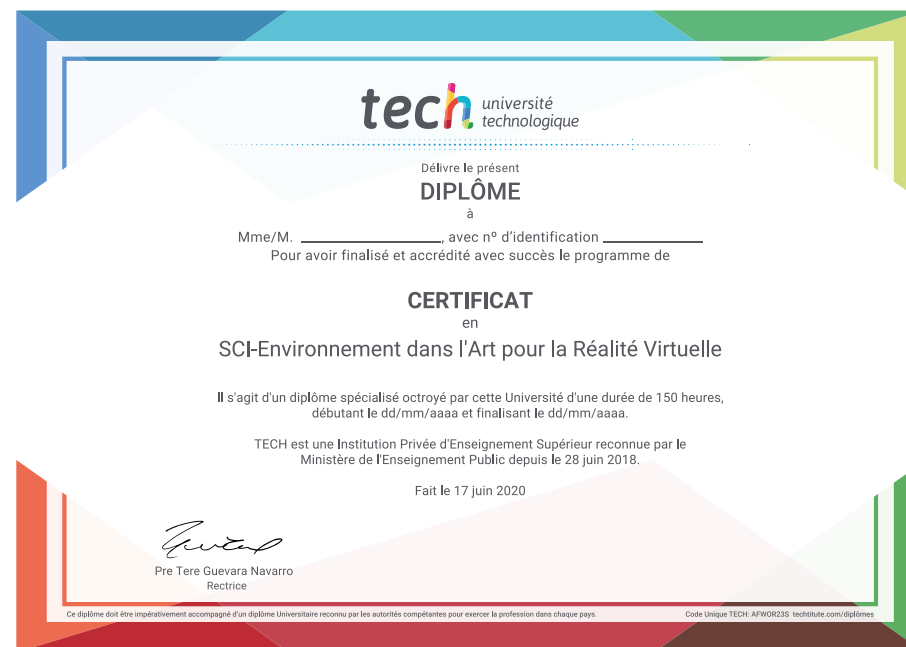 tech université
technologique
Délivre le présent
DIPLÔME
à
Mme/M. ____________________, avec nº d'identification ______________
Pour avoir finalisé et accrédité avec succès le programme de
CERTIFICAT
en
SCI-Environnement dans l'Art pour la Réalité Virtuelle
Il s'agit d'un diplôme spécialisé octroyé par cette Université d'une durée de 150 heures,
débutant le dd/mm/aaaa et finalisant le dd/mm/aaaa.
TECH est une Institution Privée d'Enseignement Supérieur reconnue par le
Ministère de l'Enseignement Public depuis le 28 juin 2018.
Fait le 17 juin 2020
Pre Tere Guevara Navarro
Rectrice
Ce diplôme doit être impérativement accompagné d'un diplôme Universitaire reconnu par les autorités compétantes pour exercer la profession dans chaque pays. Code Unique TECH: AFWOR23S techtitute.com/diplômes